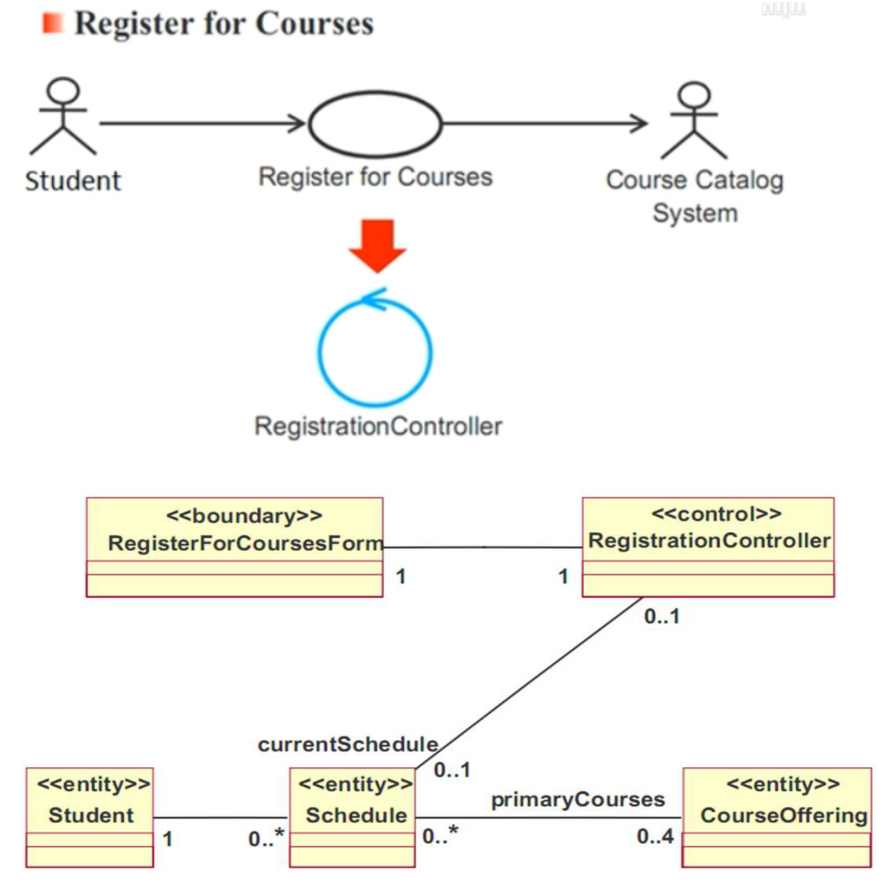 Register for Courses
Student
Register for Courses
Course Catalog
System
RegistrationController
<<boundary>>
RegisterForCoursesForm
<<control>>
RegistrationController
1
1
0..1
currentSchedule
0..1
<<entity>>
Student
<<entity>>
Schedule
primaryCourses
<<entity>>
CourseOffering
1
0..*
0..*
0..4